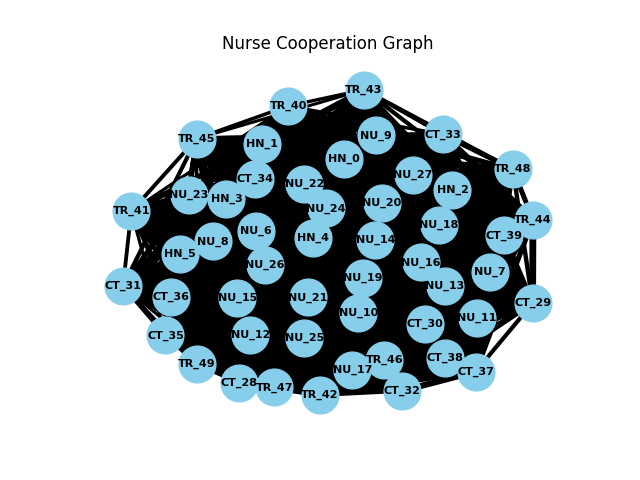 Nurse Cooperation Graph
TR_43
TR_40
NU_9
CT_33
TR_45
HN_1
HN_0
TR_48
NU_27
CT_34
NU_22
HN_2
NU_23
HN_3
NU_20
NU_24
TR_41
TR_44
NU_18
CT_39
NU_6
HN_4
NU_14
NU_8
HN_5
NU_26
NU_16
NU_7
NU_19
CT_31
NU_13
CT_36
NU_15
NU_21
CT_29
NU_10
NU_11
CT_30
CT_35
NU_12
NU_25
CT_38
TR_46
TR_49
NU_17
CT_37
CT_28
TR_47
CT_32
TR_42